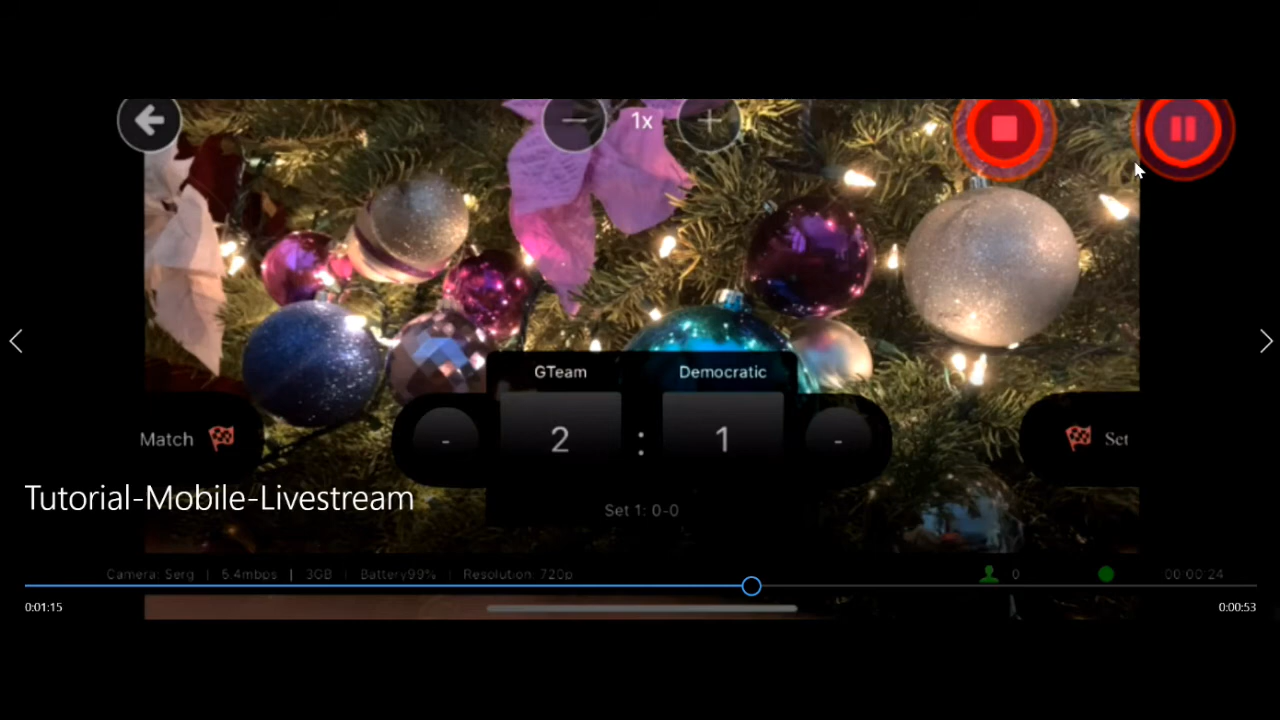 1x
GTeam Democratic
Match - 2 : 1 - Set
Tutorial-Mobile-Livestream
Set 1: 0-0
Camera: Serg | 6.4mbps | 3GB | Battery99% | Resolution: 720p 0 00:00:24
0:01:15 0:00:53